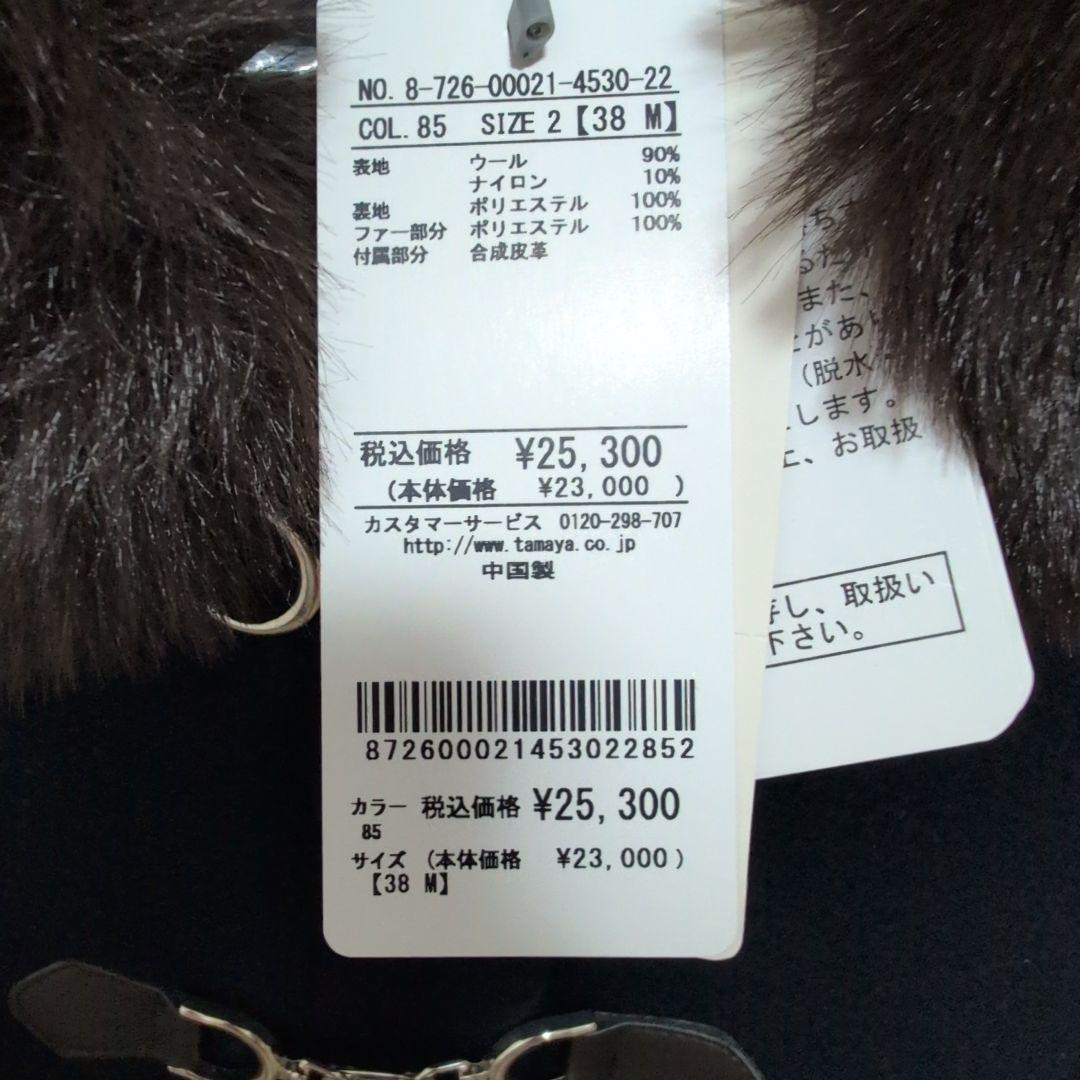 NO. 8-726-00021-4530-22
COL. 85 SIZE 2【38 M】
表地 ウール 90%
ナイロン 10%
裏地 ポリエステル 100%
ファー部分 ポリエステル 100%
付属部分 合成皮革
税込価格 ¥25,300
(本体価格 ¥23,000 )
カスタマーサービス 0120-298-707
http://www.tamaya.co.jp
中国製
872600021453022852
カラー 税込価格 ¥25,300
85
サイズ (本体価格 ¥23,000)
【38 M】
また、
があ
(脱水
します。
、お取扱
し、取扱い
下さい。